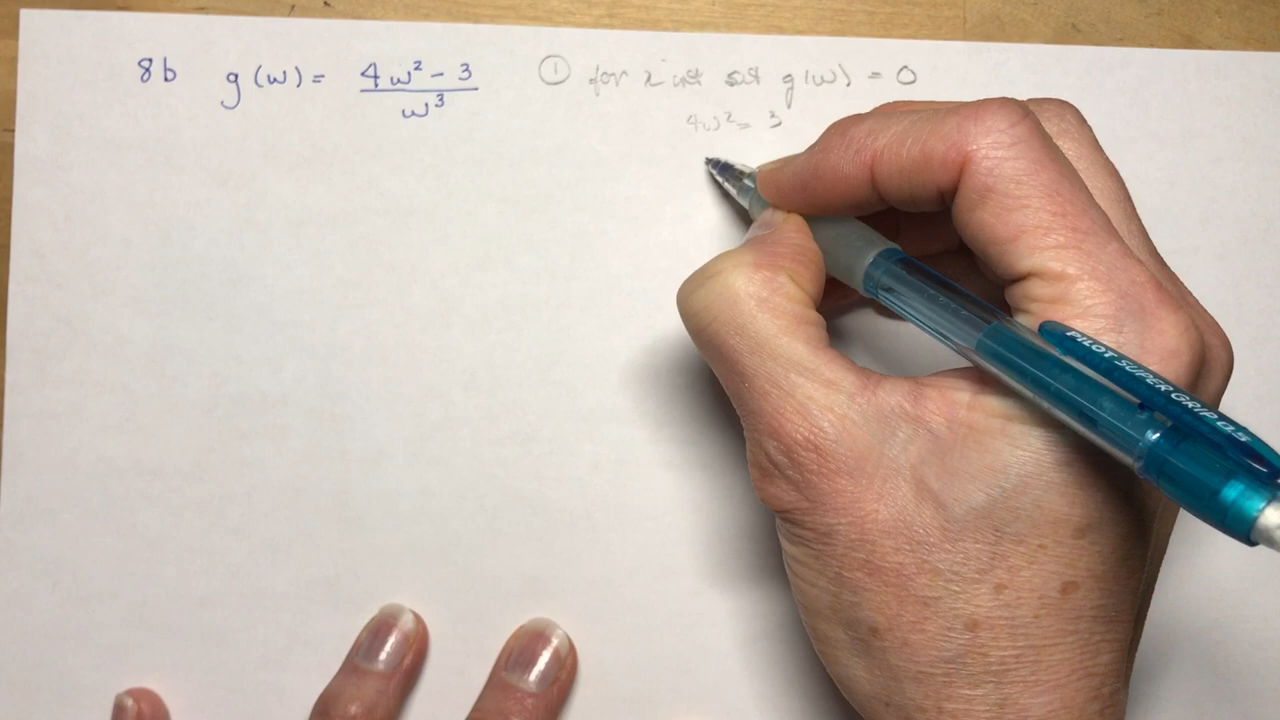 8b g(w) = 4w² - 3 / w³ ① for x int set g(w) = 0
4w² = 3
PILOT SUPER GRIP 0.5